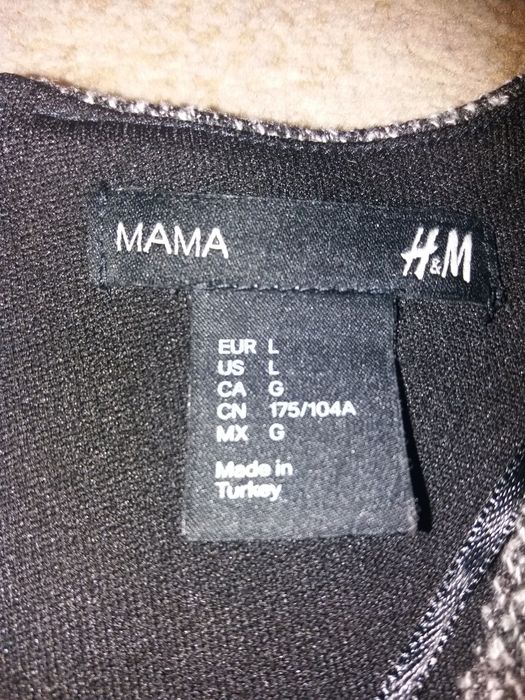 MAMA H&M
EUR L
US L
CA G
CN 175/104A
MX G
Made in
Turkey